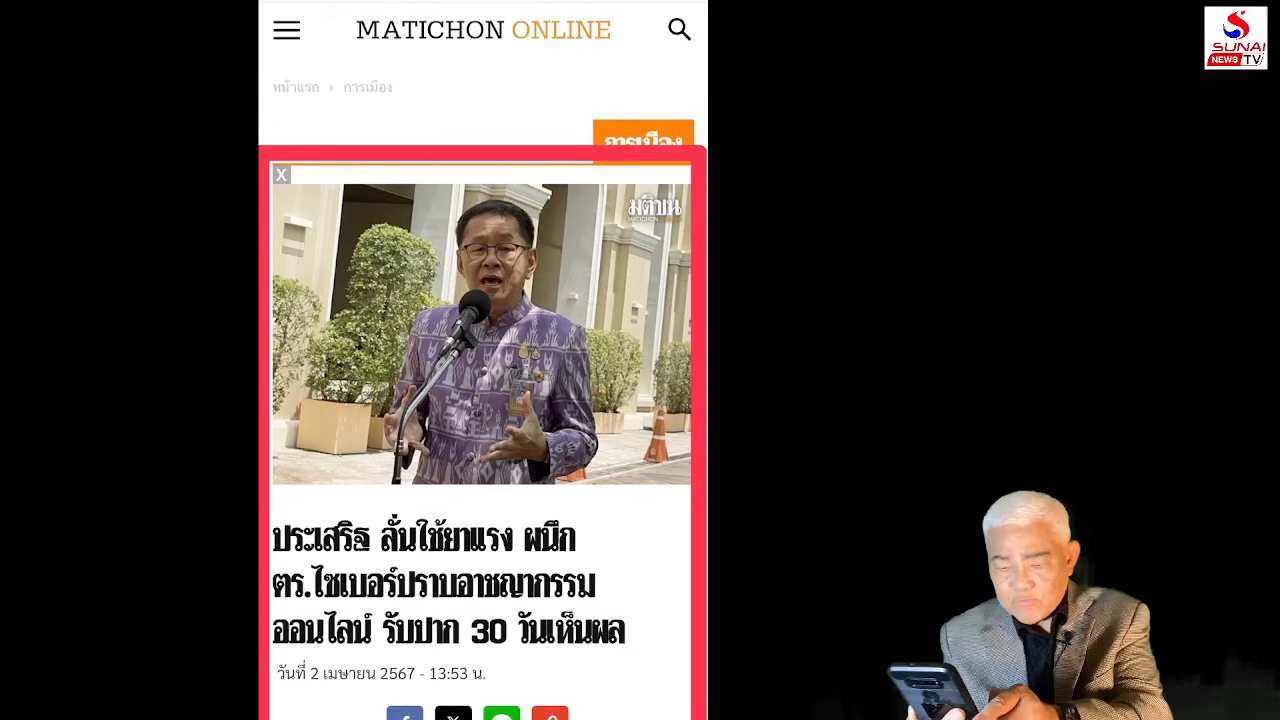 MATICHON ONLINE
SUNAI
NEWS TV
หน้าแรก › การเมือง
การเมือง
X
มติชน
MATICHON ONLINE
ประเสริฐ ลั่นใช้ยาแรง ผนึก
ตร.ไซเบอร์ปราบอาชญากรรม
ออนไลน์ รับปาก 30 วันเห็นผล
วันที่ 2 เมษายน 2567 - 13:53 น.